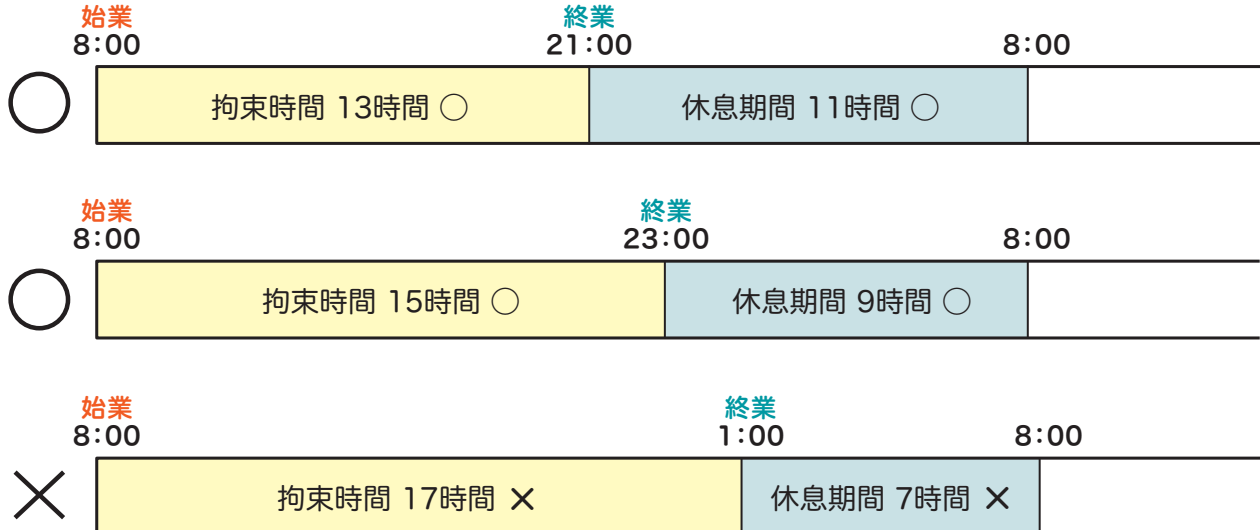 始業 終業
8:00 21:00 8:00
拘束時間 13時間 ○ 休息期間 11時間 ○
始業 終業
8:00 23:00 8:00
拘束時間 15時間 ○ 休息期間 9時間 ○
始業 終業
8:00 1:00 8:00
拘束時間 17時間 × 休息期間 7時間 ×